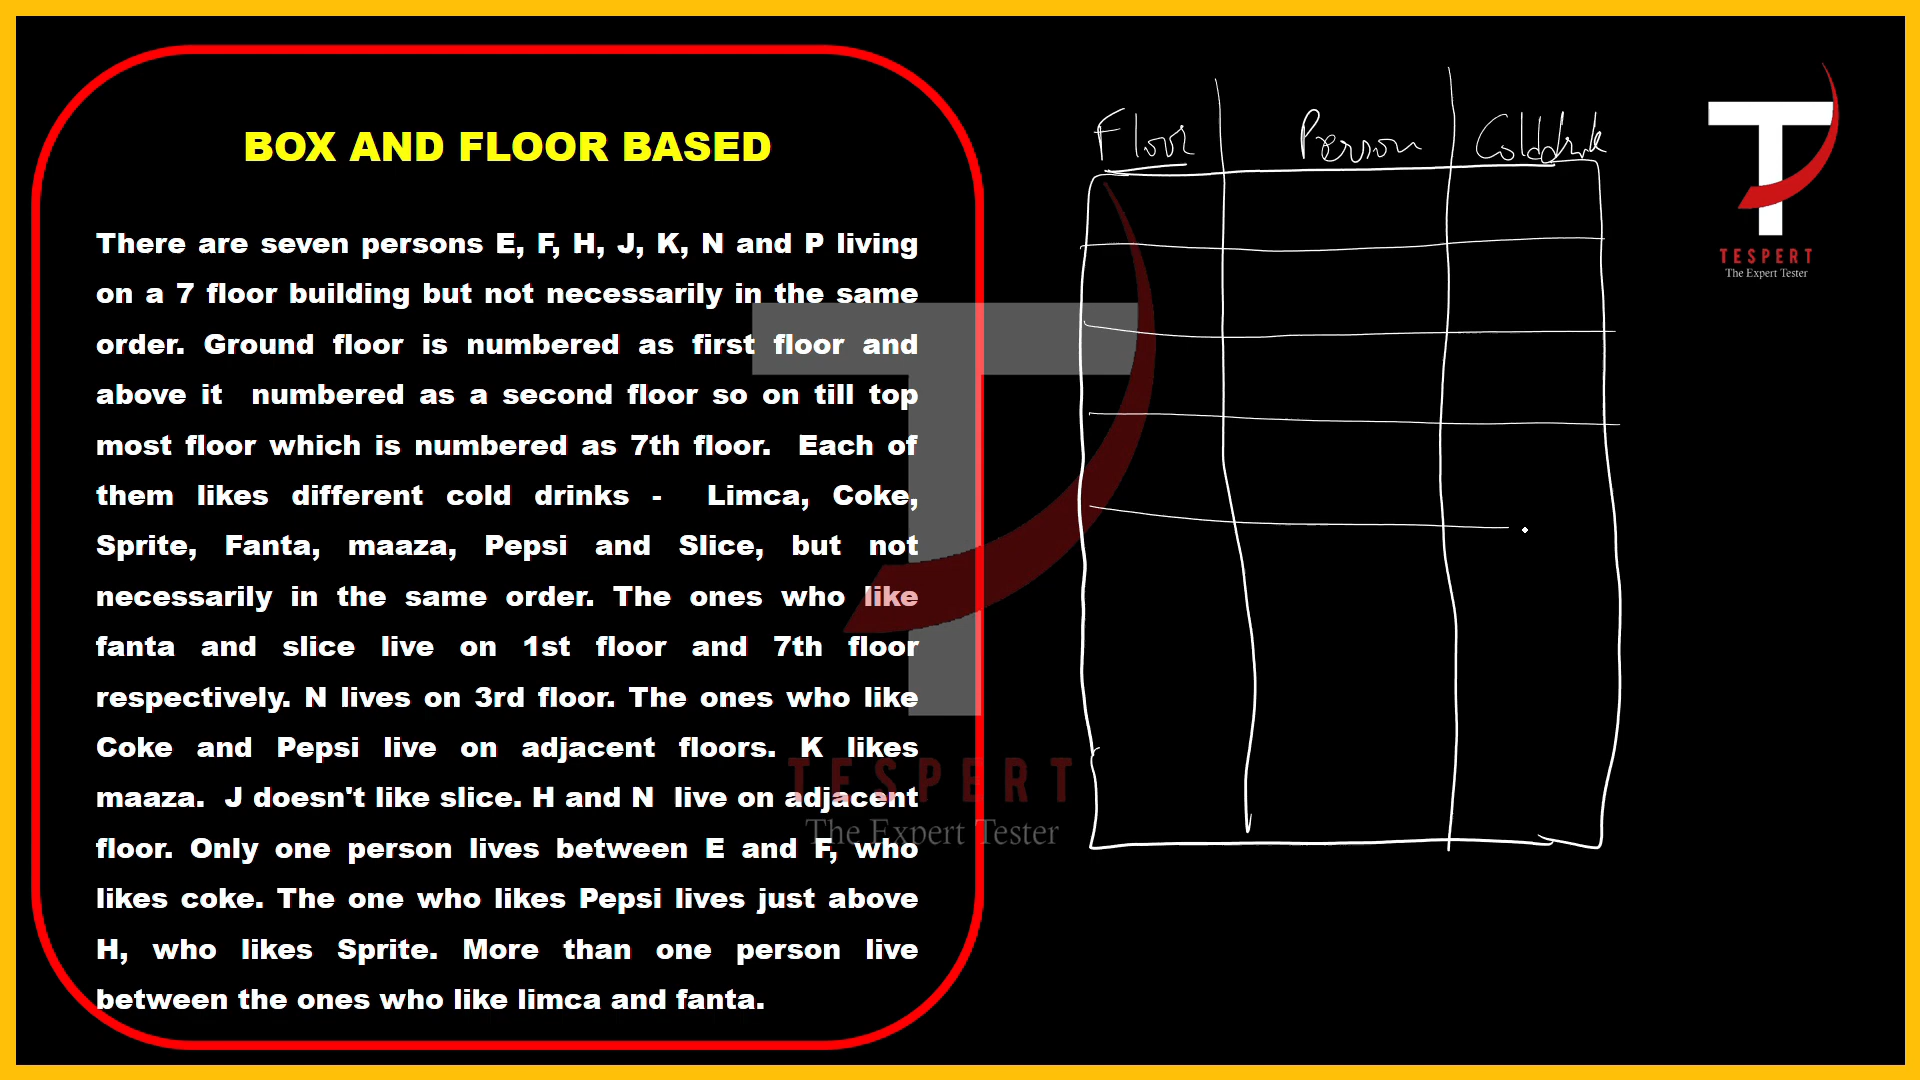 BOX AND FLOOR BASED
There are seven persons E, F, H, J, K, N and P living
on a 7 floor building but not necessarily in the same
order. Ground floor is numbered as first floor and
above it numbered as a second floor so on till top
most floor which is numbered as 7th floor. Each of
them likes different cold drinks - Limca, Coke,
Sprite, Fanta, maaza, Pepsi and Slice, but not
necessarily in the same order. The ones who like
fanta and slice live on 1st floor and 7th floor
respectively. N lives on 3rd floor. The ones who like
Coke and Pepsi live on adjacent floors. K likes
maaza. J doesn't like slice. H and N live on adjacent
floor. Only one person lives between E and F, who
likes coke. The one who likes Pepsi lives just above
H, who likes Sprite. More than one person live
between the ones who like limca and fanta.
Floor Person Colddrink
TESPERT
The Expert Tester
TESPERT
The Expert Tester